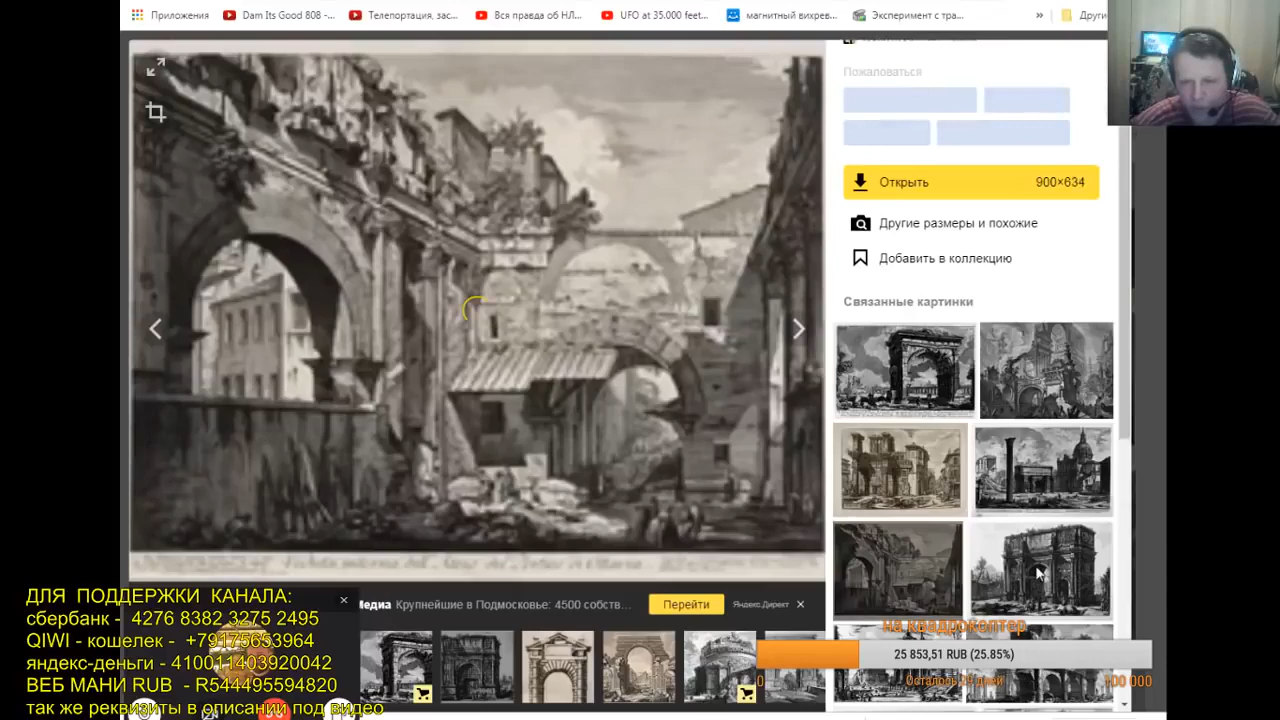 Приложения
Dam Its Good 808 -...
Телепортация, зас...
Вся правда об НЛ...
UFO at 35.000 feet...
магнитный вихрев...
Эксперимент с тра...
»
Други
Пожаловаться
Открыть 900×634
Другие размеры и похожие
Добавить в коллекцию
Связанные картинки
Медиа Крупнейшие в Подмосковье: 4500 собств... Перейти Яндекс.Директ
ДЛЯ ПОДДЕРЖКИ КАНАЛА:
сбербанк - 4276 8382 3275 2495
QIWI - кошелек - +79175653964
яндекс-деньги - 410011403920042
ВЕБ МАНИ RUB - R544495594820
так же реквизиты в описании под видео
на квадрокоптер
25 853,51 RUB (25.85%)
0
100 000